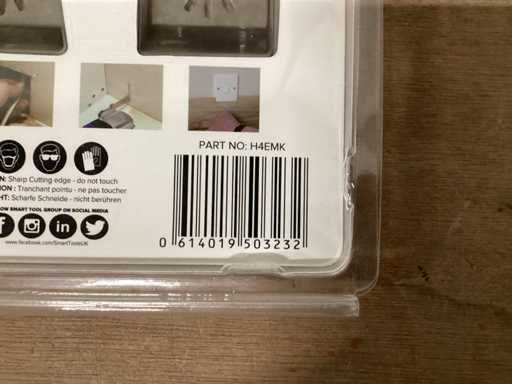 PART NO: H4EMK
N: Sharp Cutting edge - do not touch
ION : Tranchant pointu - ne pas toucher
HT: Scharfe Schneide - nicht berühren
OW SMART TOOL GROUP ON SOCIAL MEDIA
www.facebook.com/SmartToolsUK
0 614019 503232